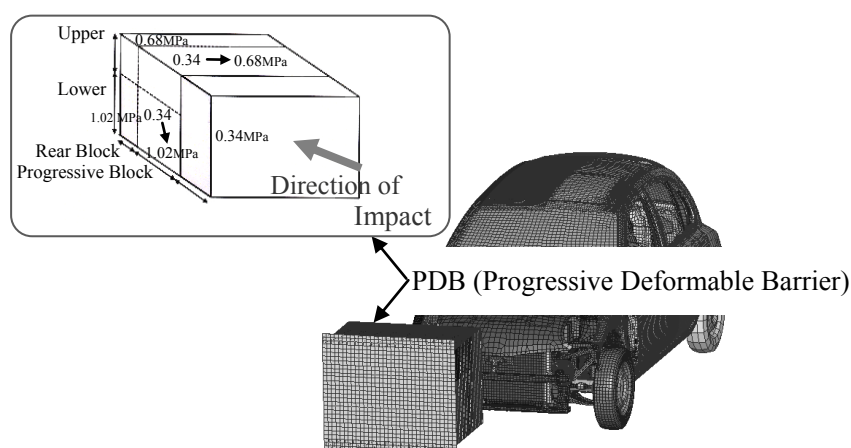 Upper
0.68MPa
0.34 0.68MPa
Lower
1.02 MPa
0.34
1.02MPa
0.34MPa
Rear Block
Progressive Block
Direction of
Impact
PDB (Progressive Deformable Barrier)